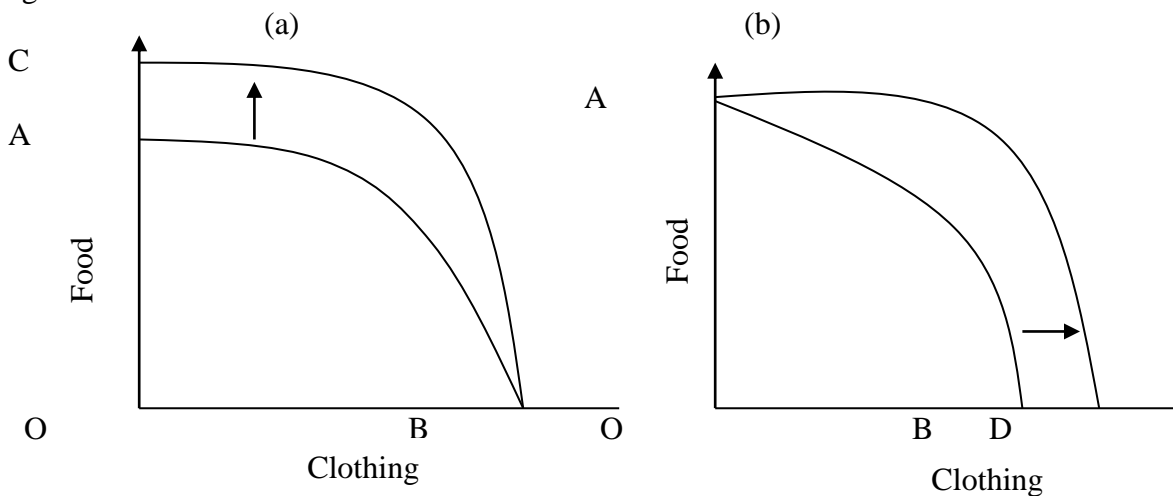 (a) (b)
C
A A
Food Food
O B O B D
Clothing Clothing